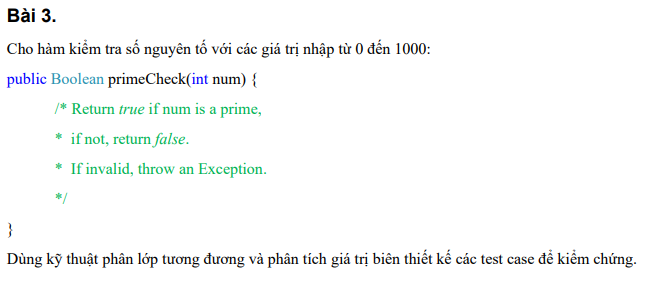 Bài 3.
Cho hàm kiểm tra số nguyên tố với các giá trị nhập từ 0 đến 1000:
public Boolean primeCheck(int num) {
/* Return true if num is a prime,
* if not, return false.
* If invalid, throw an Exception.
*/
}
Dùng kỹ thuật phân lớp tương đương và phân tích giá trị biên thiết kế các test case để kiểm chứng.